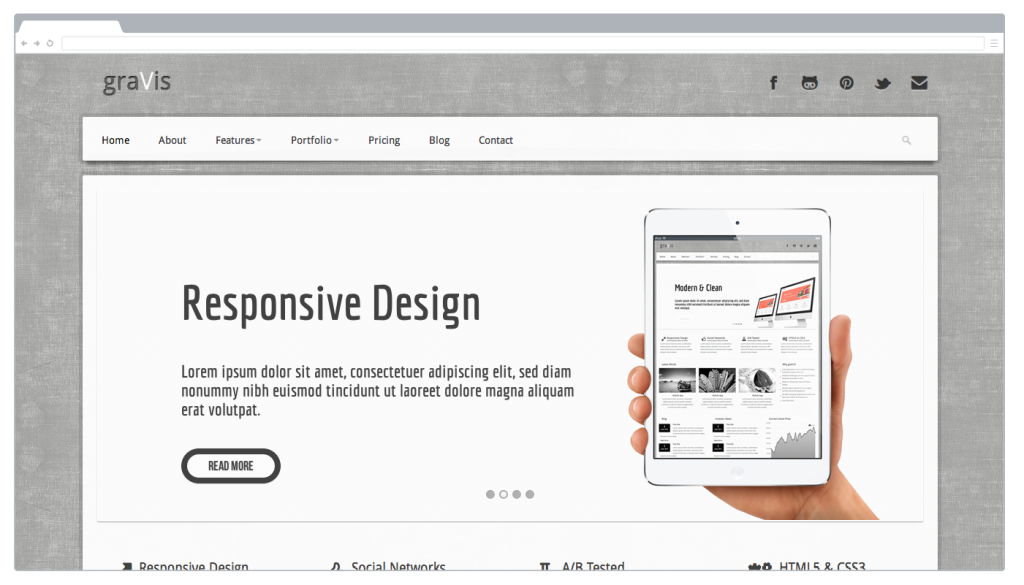 graVis
Home About Features Portfolio Pricing Blog Contact
Responsive Design
Lorem ipsum dolor sit amet, consectetuer adipiscing elit, sed diam
nonummy nibh euismod tincidunt ut laoreet dolore magna aliquam
erat volutpat.
READ MORE
Modern & Clean
Responsive Design Social Networks A/B Tested HTML5 & CSS3